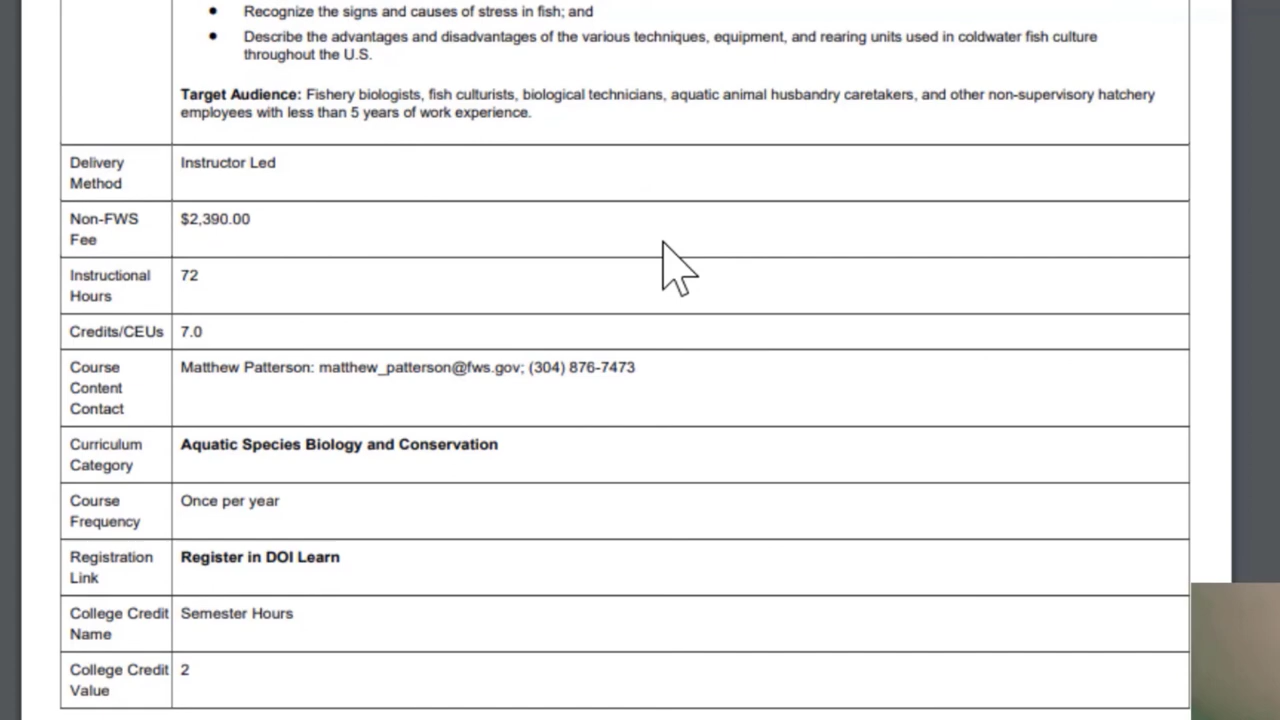 Recognize the signs and causes of stress in fish; and
Describe the advantages and disadvantages of the various techniques, equipment, and rearing units used in coldwater fish culture
throughout the U.S.
Target Audience: Fishery biologists, fish culturists, biological technicians, aquatic animal husbandry caretakers, and other non-supervisory hatchery
employees with less than 5 years of work experience.
Delivery
Method
Instructor Led
Non-FWS
Fee
$2,390.00
Instructional
Hours
72
Credits/CEUs
7.0
Course
Content
Contact
Matthew Patterson: matthew_patterson@fws.gov; (304) 876-7473
Curriculum
Category
Aquatic Species Biology and Conservation
Course
Frequency
Once per year
Registration
Link
Register in DOI Learn
College Credit
Name
Semester Hours
College Credit
Value
2